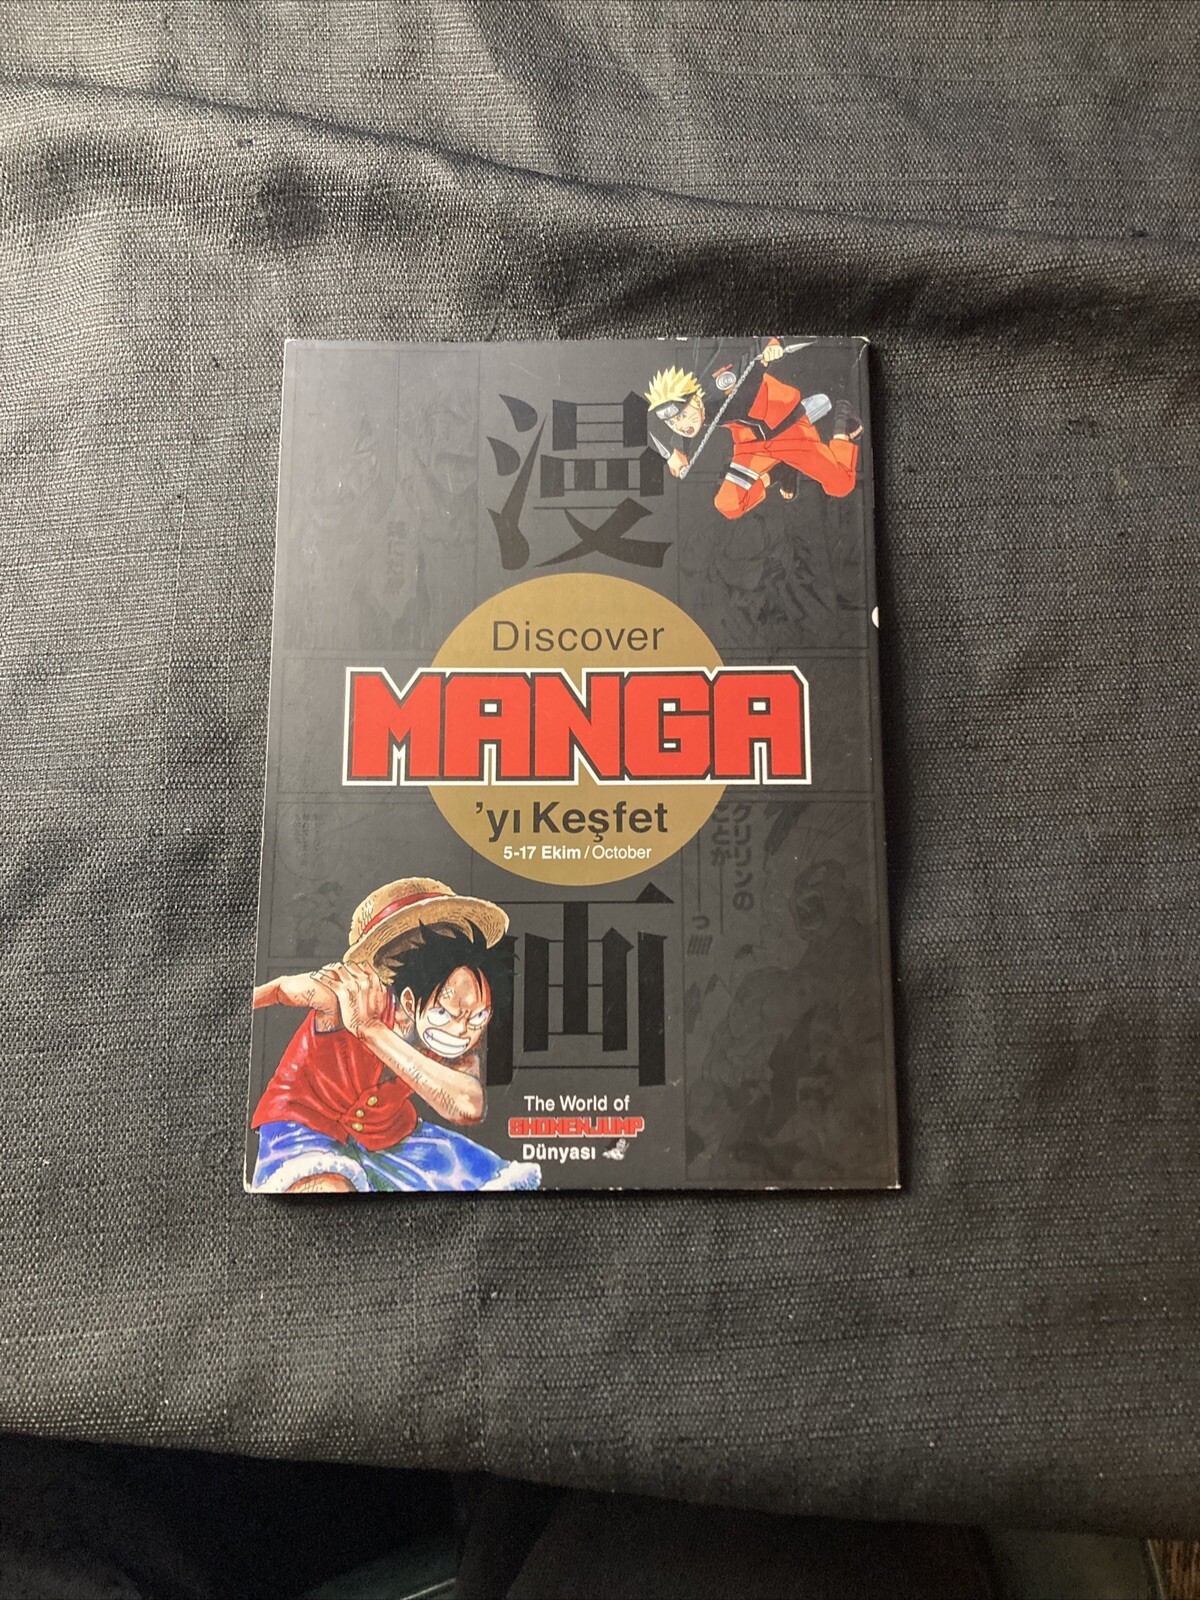 漫
Discover
MANGA
'yı Keşfet
5-17 Ekim / October
画
The World of
SHONEN JUMP
Dünyası